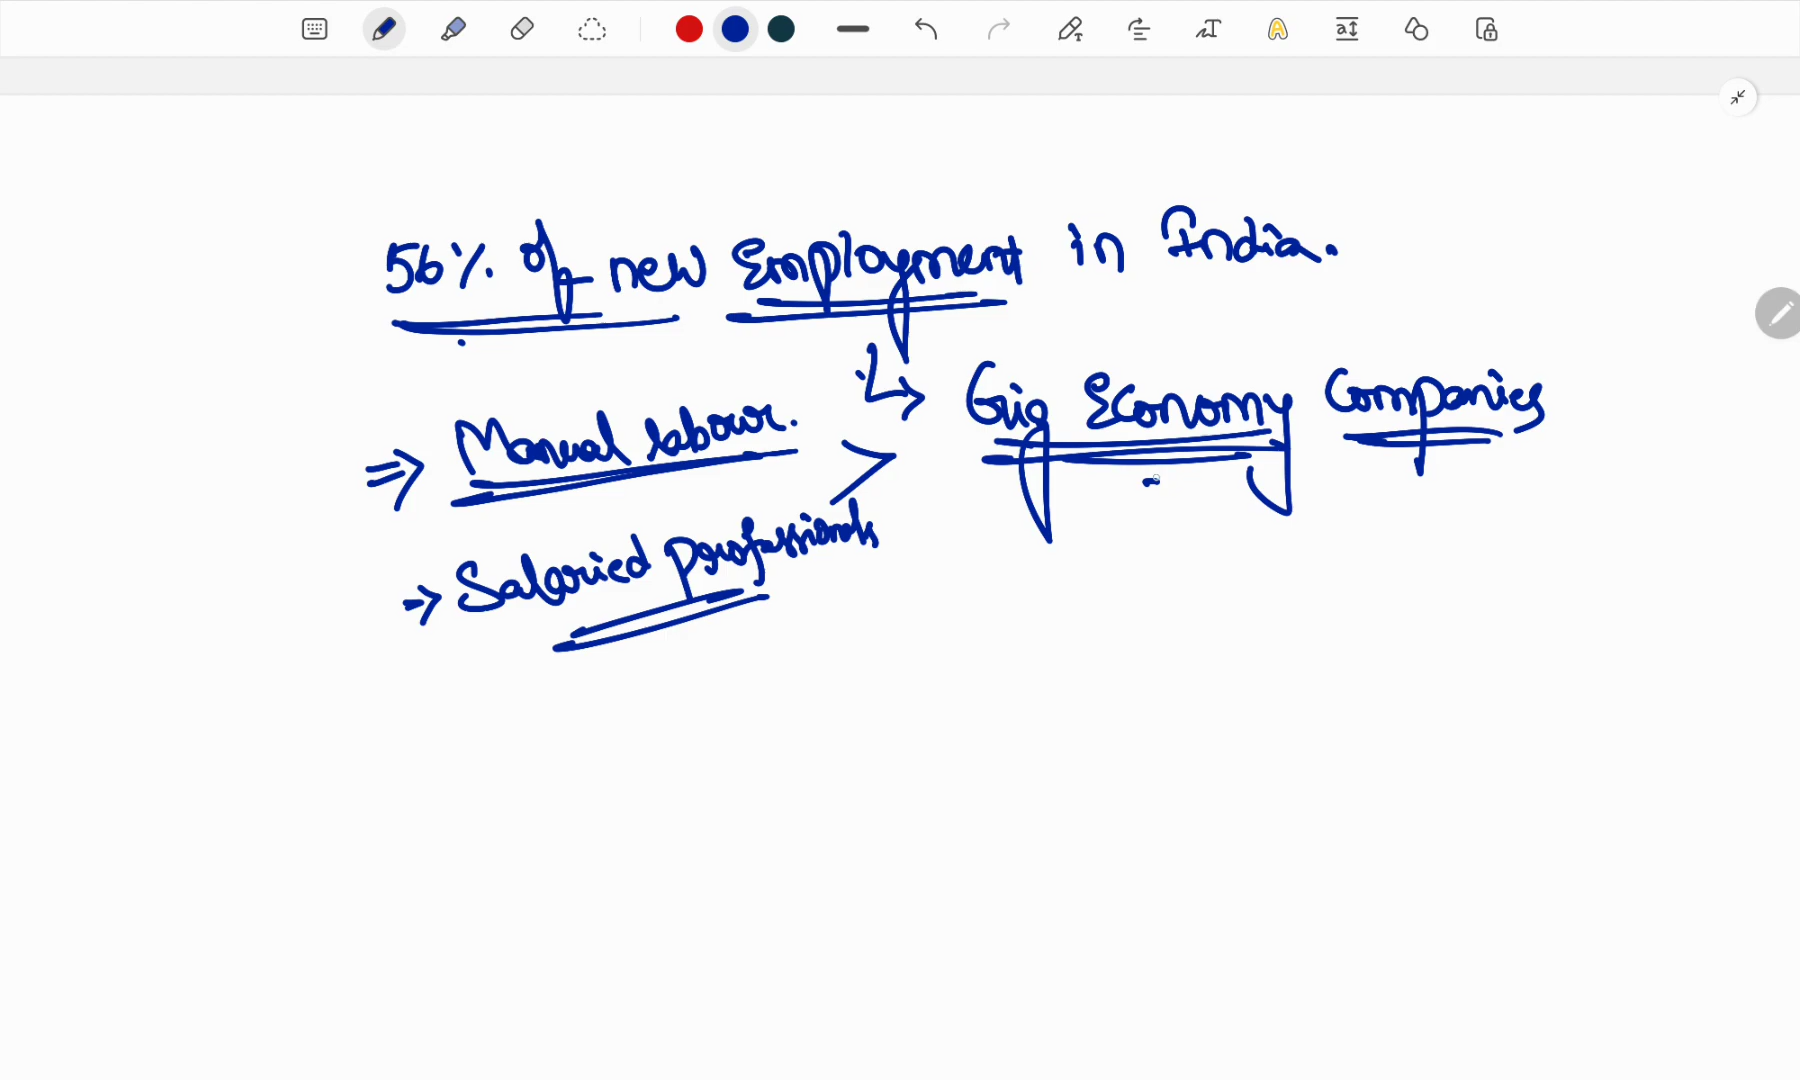 56% of new Employment in India.
↳ Gig Economy Companies
⇒ Manual labour.
→ Salaried professionals